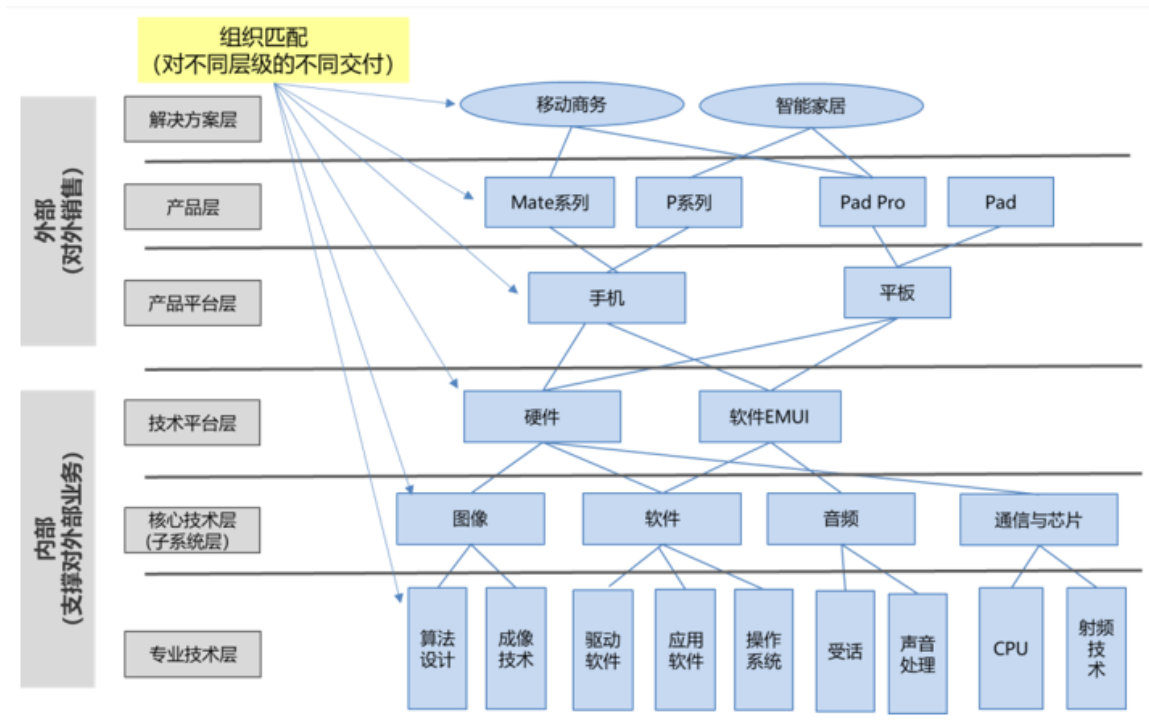 组织匹配
（对不同层级的不同交付）
外部
(对外销售)
解决方案层
移动商务
智能家居
产品层
Mate系列
P系列
Pad Pro
Pad
产品平台层
手机
平板
内部
(支撑对外部业务)
技术平台层
硬件
软件EMUI
核心技术层
(子系统层)
图像
软件
音频
通信与芯片
专业技术层
算法
设计
成像
技术
驱动
软件
应用
软件
操作
系统
受话
声音
处理
CPU
射频
技
术